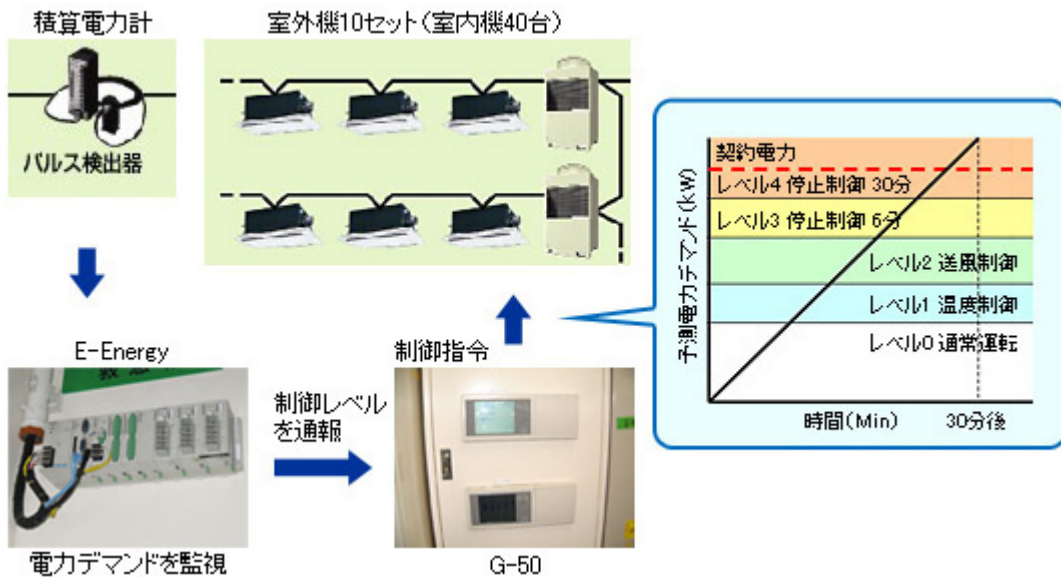 積算電力計
室外機10セット(室内機40台)
パルス検出器
契約電力
レベル4 停止制御 30分
レベル3 停止制御 6分
レベル2 送風制御
レベル1 温度制御
レベル0 通常運転
予測電力デマンド(kw)
時間(Min)
30分後
E-Energy
制御指令
制御レベル
を通報
電力デマンドを監視
G-50